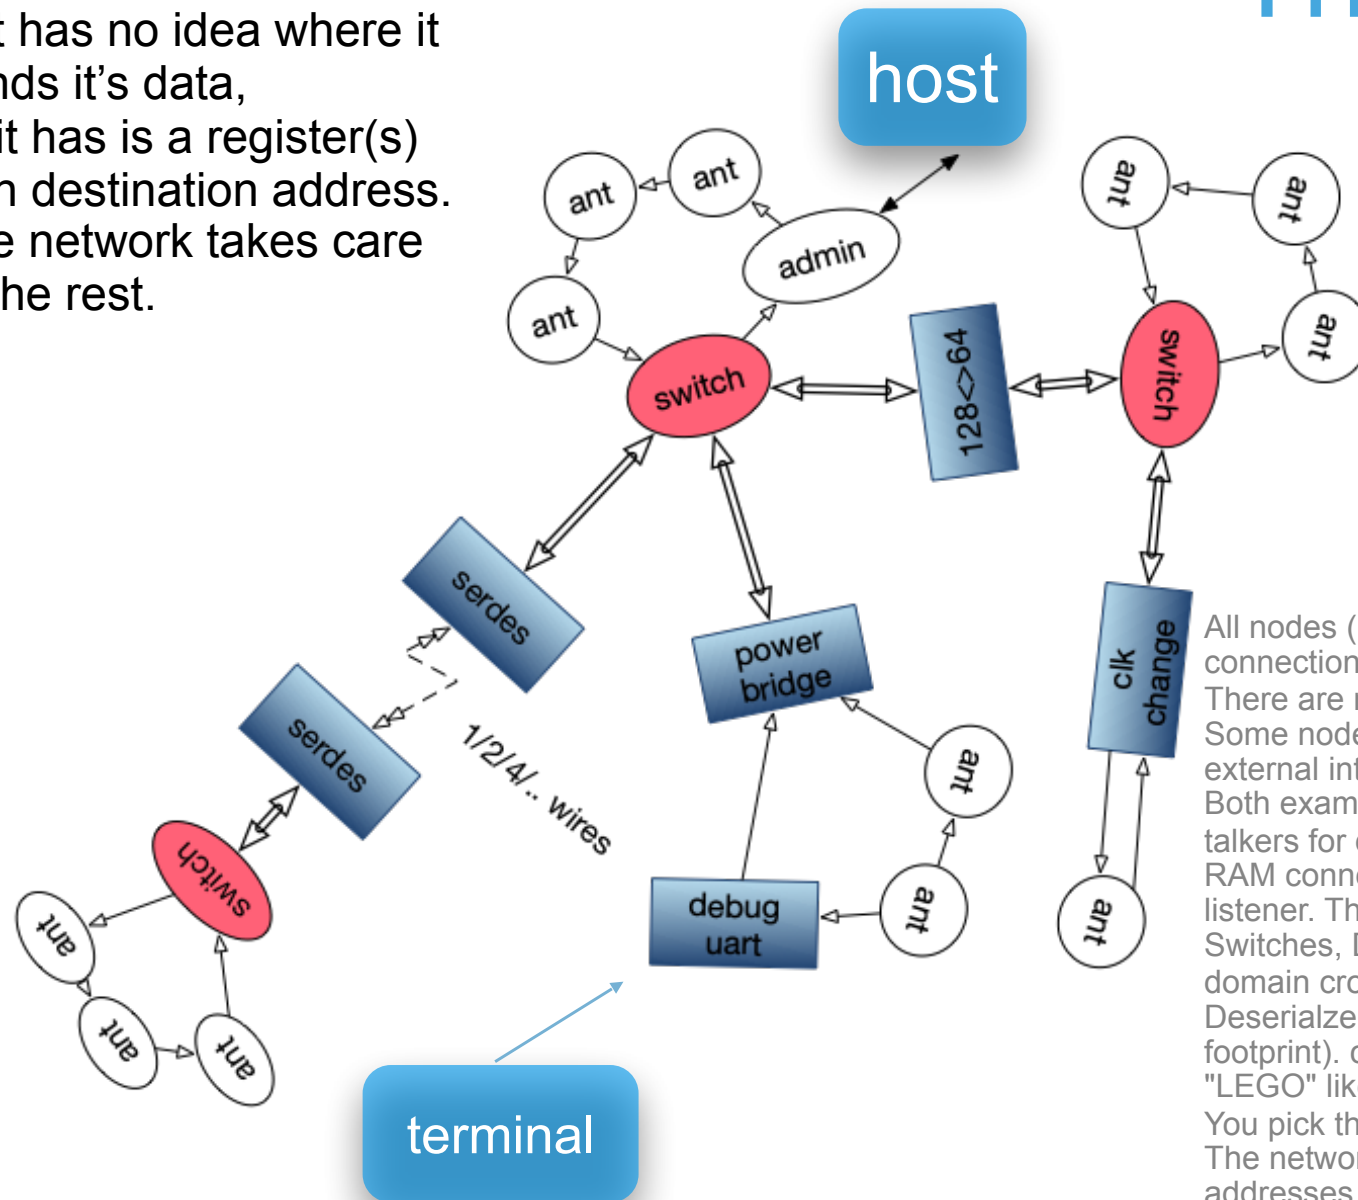 t has no idea where it
nds it's data,
it has is a register(s)
n destination address.
e network takes care
he rest.
host
ant
ant
admin
ant
switch
128<>64
ant
ant
ant
switch
serdes
serdes
1/2/4/.. wires
switch
ant
ant
ant
power
bridge
ant
ant
debug
uart
clk
change
ant
terminal
All nodes (
connection
There are
Some node
external int
Both exam
talkers for
RAM conne
listener. Th
Switches,
domain cro
Deserialze
footprint).
"LEGO" lik
You pick th
The networ
addresses